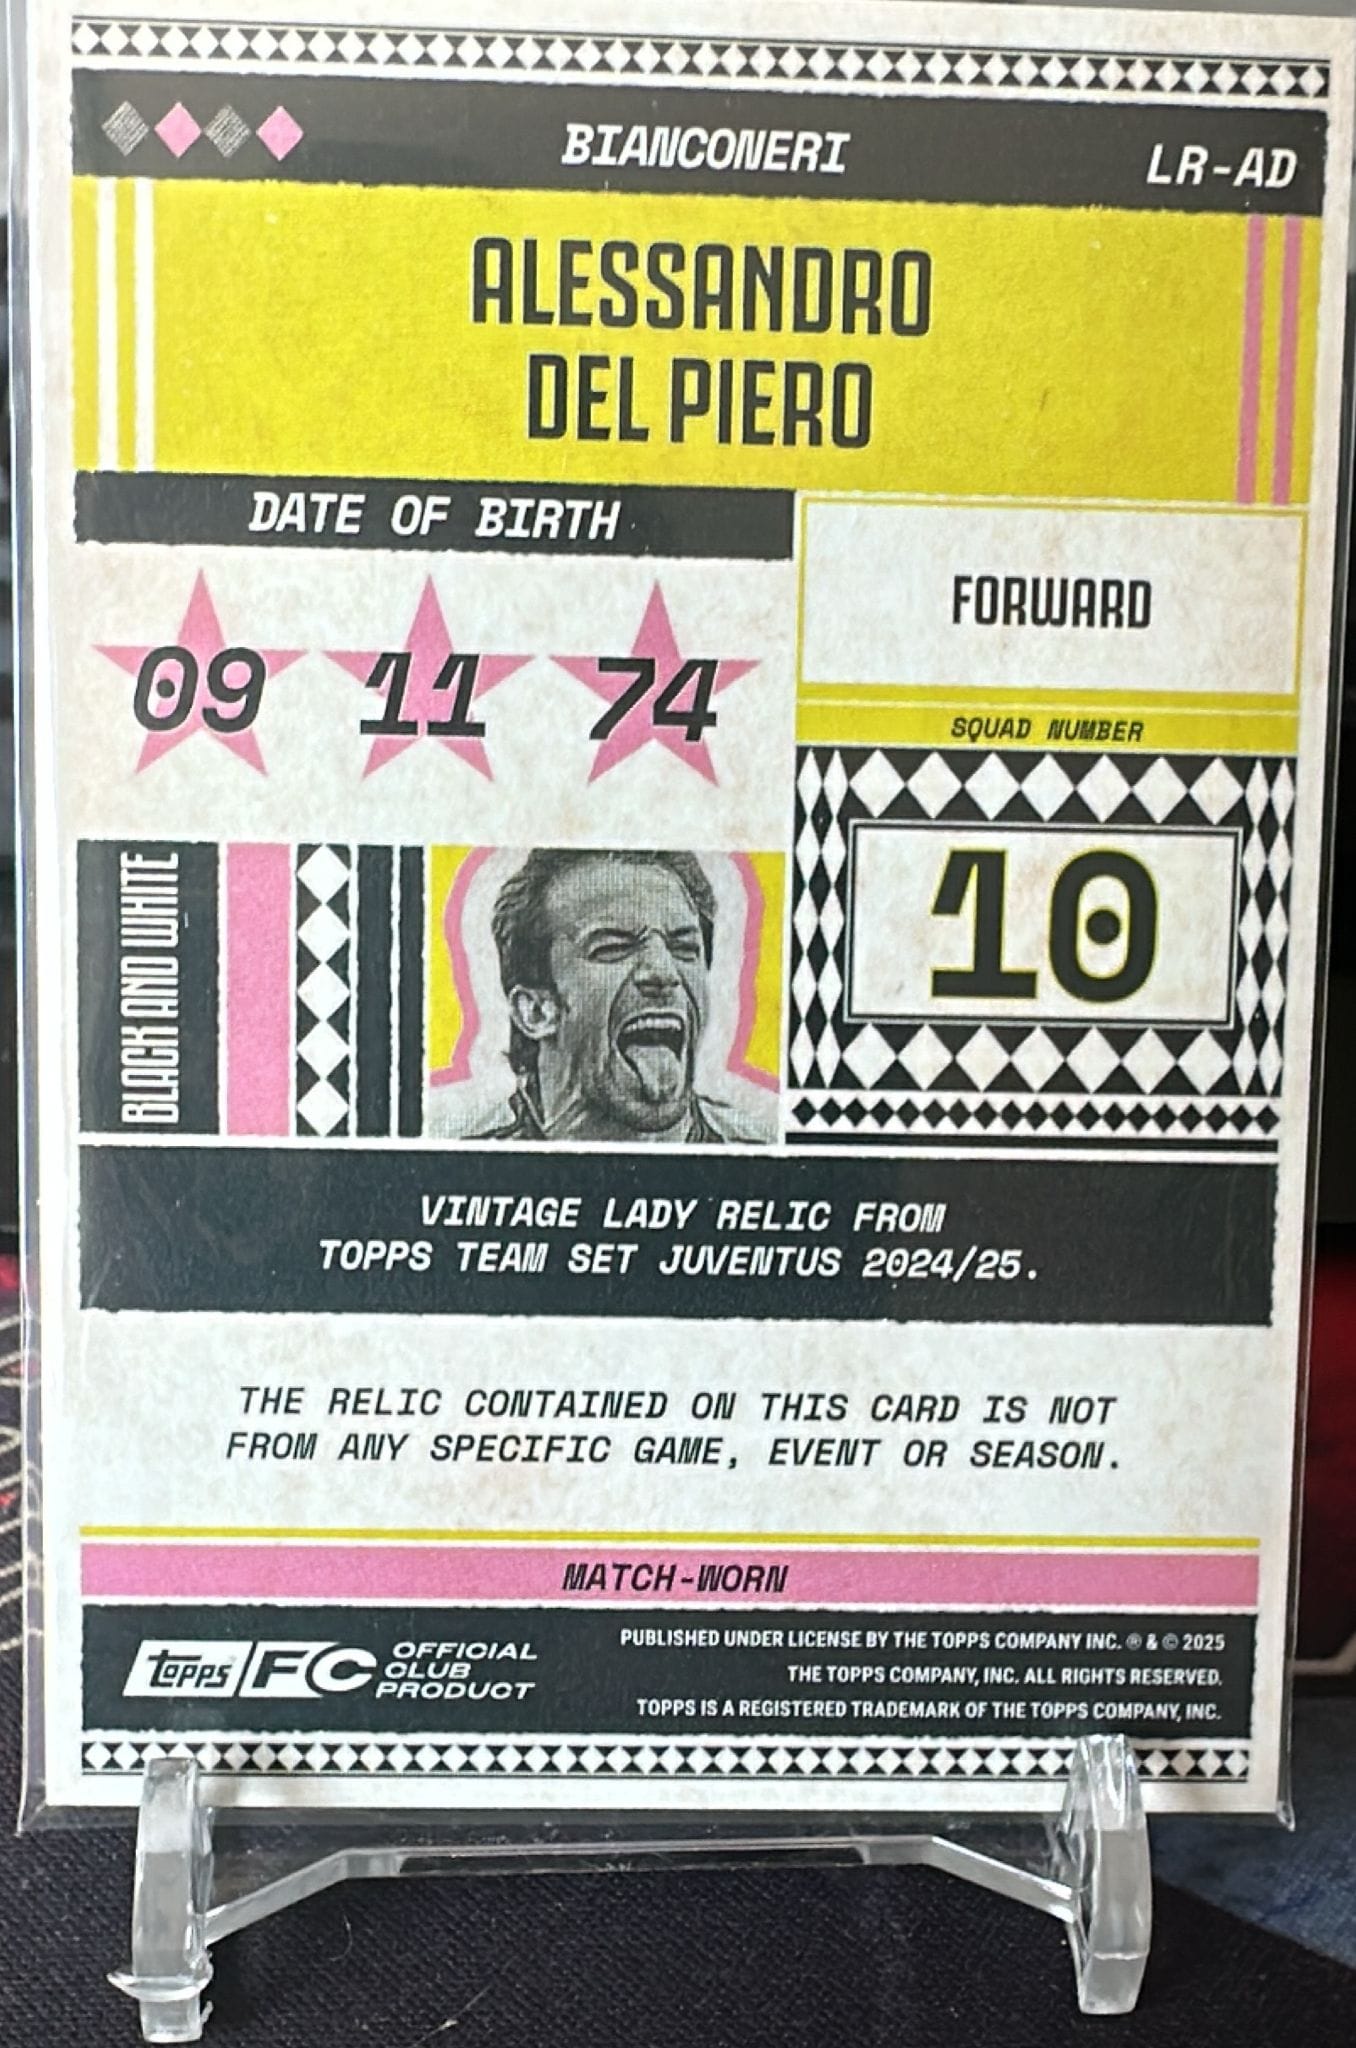 BIANCONERI
LR-AD
ALESSANDRO
DEL PIERO
DATE OF BIRTH
09 11 74
FORWARD
SQUAD NUMBER
10
BLACK AND WHITE
VINTAGE LADY RELIC FROM
TOPPS TEAM SET JUVENTUS 2024/25.
THE RELIC CONTAINED ON THIS CARD IS NOT
FROM ANY SPECIFIC GAME, EVENT OR SEASON.
MATCH-WORN
topps FC
OFFICIAL
CLUB
PRODUCT
PUBLISHED UNDER LICENSE BY THE TOPPS COMPANY INC. ® & © 2025
THE TOPPS COMPANY, INC. ALL RIGHTS RESERVED.
TOPPS IS A REGISTERED TRADEMARK OF THE TOPPS COMPANY, INC.